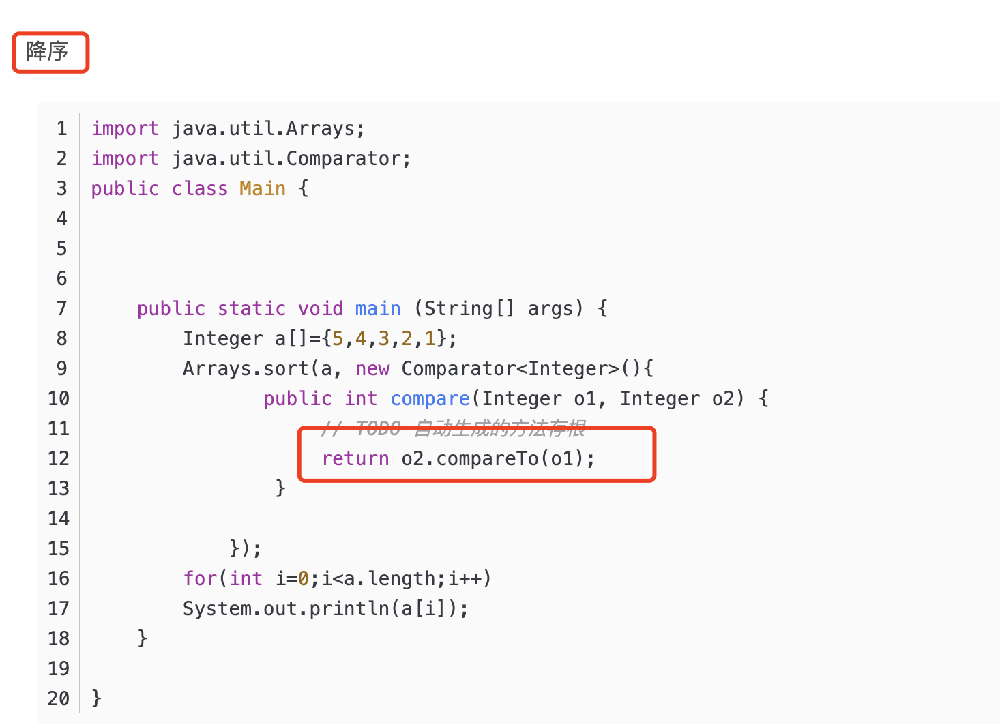 降序
1 import java.util.Arrays;
2 import java.util.Comparator;
3 public class Main {
4
5
6
7 public static void main (String[] args) {
8 Integer a[]={5,4,3,2,1};
9 Arrays.sort(a, new Comparator<Integer>(){
10 public int compare(Integer o1, Integer o2) {
11 // TODO 自动生成的方法存根
12 return o2.compareTo(o1);
13 }
14
15 });
16 for(int i=0;i<a.length;i++)
17 System.out.println(a[i]);
18 }
19
20 }